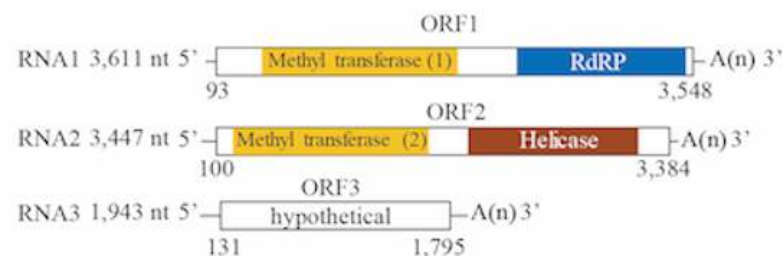 ORF1
RNA1 3,611 nt 5’ Methyl transferase (1) RdRP A(n) 3’
93 3,548
ORF2
RNA2 3,447 nt 5’ Methyl transferase (2) Helicase A(n) 3’
100 3,384
ORF3
RNA3 1,943 nt 5’ hypothetical A(n) 3’
131 1,795